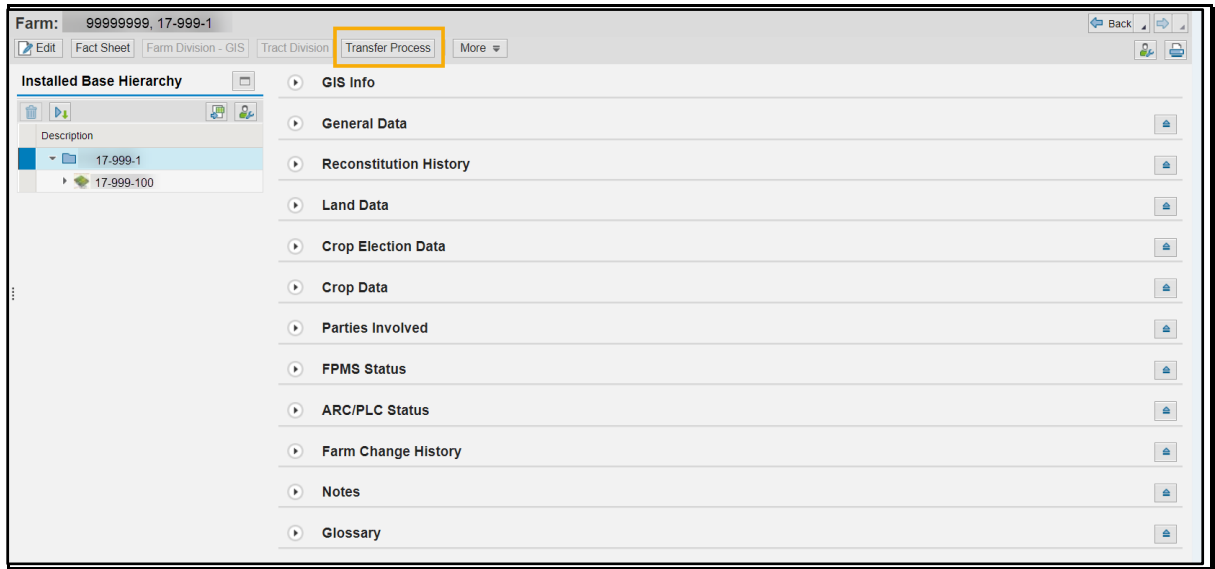 Farm: 99999999, 17-999-1 Back
Edit Fact Sheet Farm Division - GIS Tract Division Transfer Process More
Installed Base Hierarchy
GIS Info
General Data
Description
17-999-1
Reconstitution History
17-999-100
Land Data
Crop Election Data
Crop Data
Parties Involved
FPMS Status
ARC/PLC Status
Farm Change History
Notes
Glossary